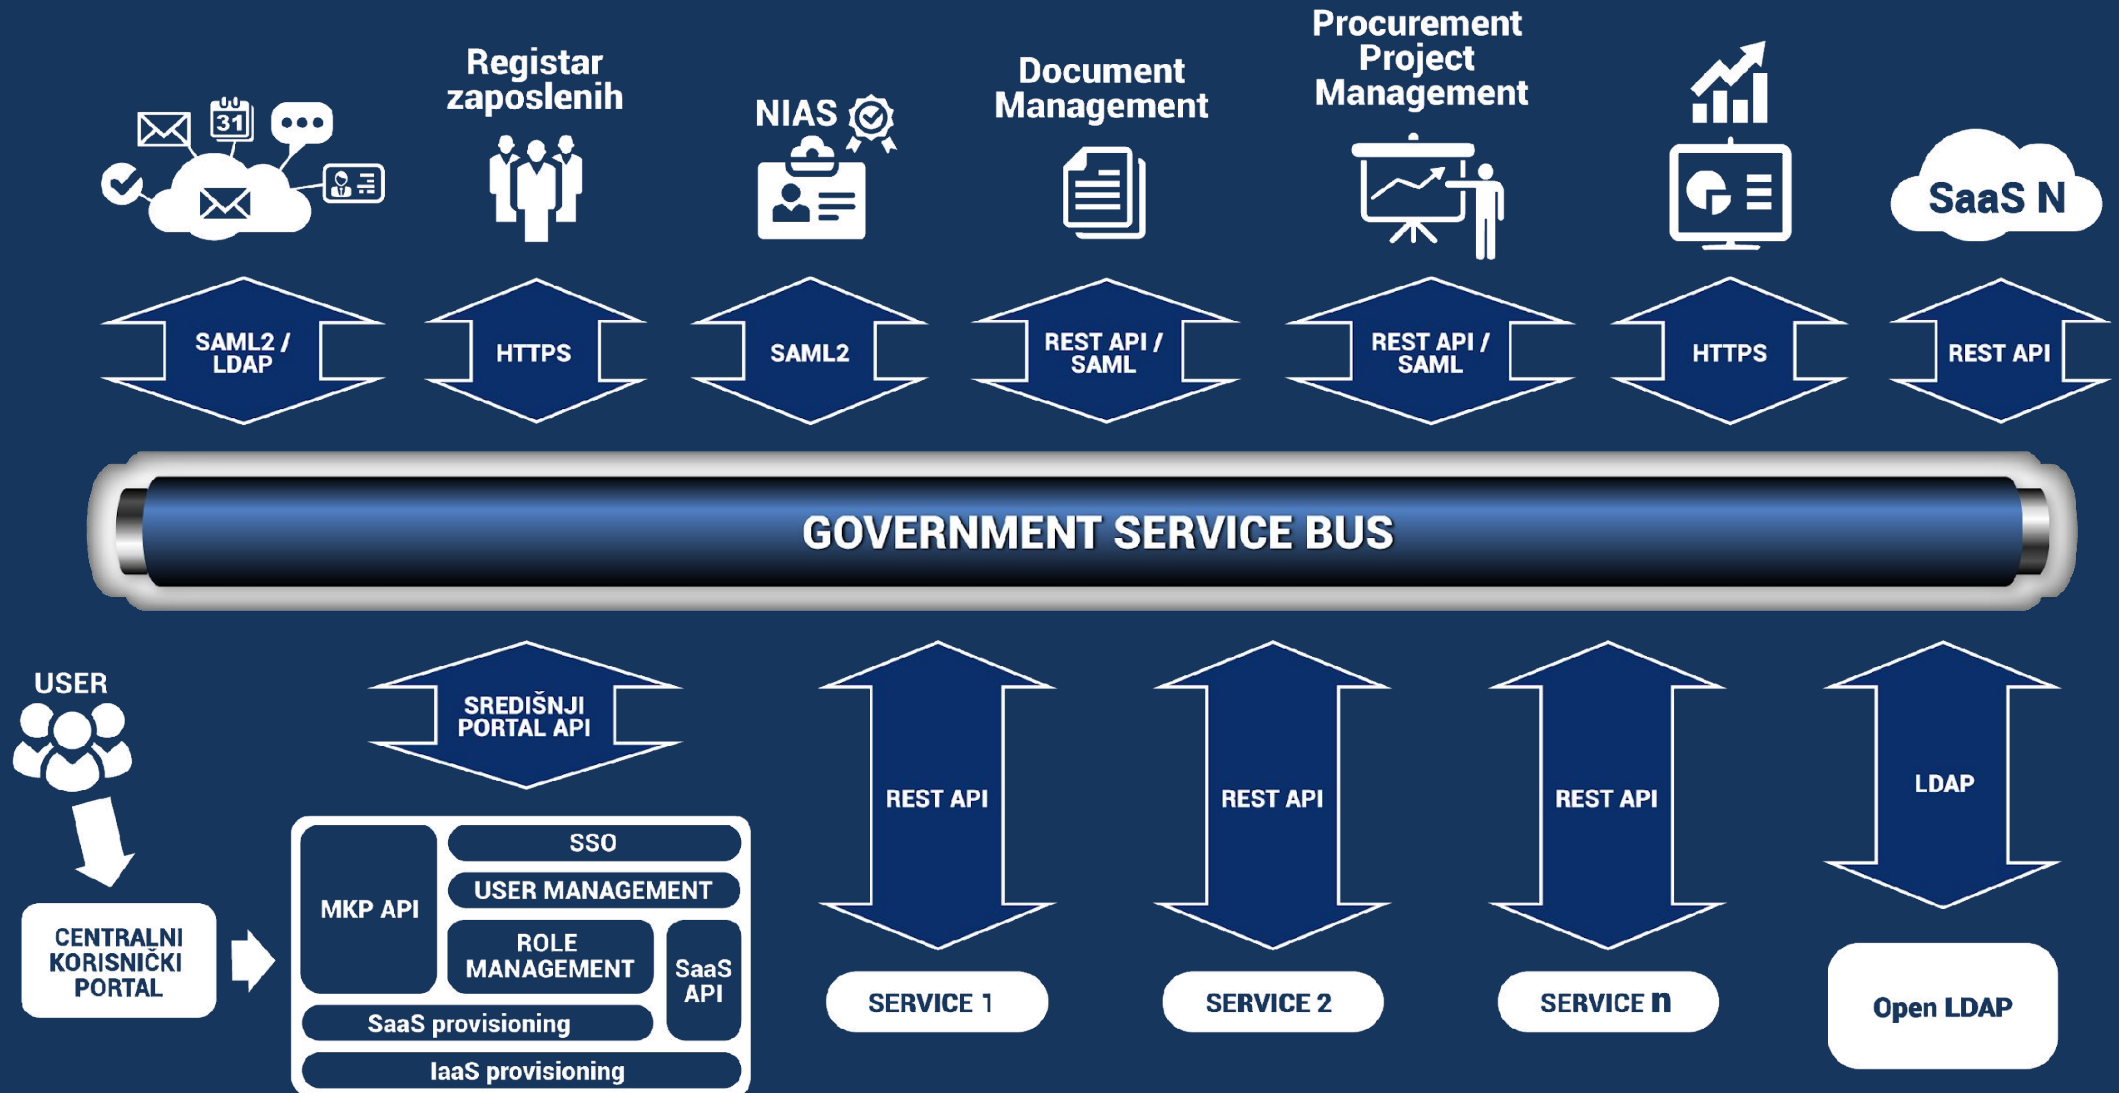 Registar
zaposlenih
NIAS
Document
Management
Procurement
Project
Management
31
SaaS N
SAML2 /
LDAP
HTTPS
SAML2
REST API /
SAML
REST API /
SAML
HTTPS
REST API
GOVERNMENT SERVICE BUS
USER
SREDIŠNJI
PORTAL API
REST API
REST API
REST API
LDAP
CENTRALNI
KORISNIČKI
PORTAL
MKP API
SSO
USER MANAGEMENT
ROLE
MANAGEMENT
SaaS
API
SaaS provisioning
IaaS provisioning
SERVICE 1
SERVICE 2
SERVICE n
Open LDAP